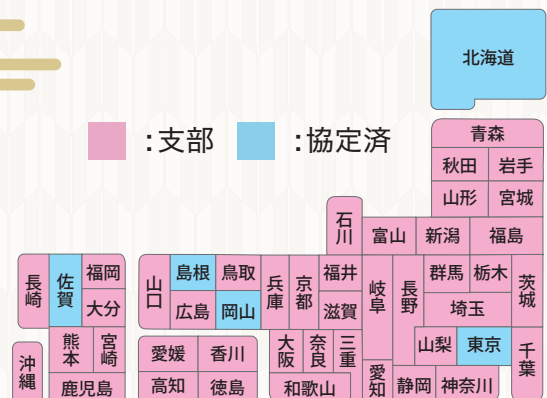 北海道
:支部 :協定済
青森
秋田 岩手
山形 宮城
石川 富山 新潟 福島
長崎 佐賀 福岡 山口 島根 鳥取 兵庫 京都 福井 岐阜 長野 群馬 栃木 茨城
大分 広島 岡山 滋賀 埼玉
熊本 宮崎 愛媛 香川 大阪 奈良 三重 山梨 東京 千葉
沖縄 鹿児島 高知 徳島 和歌山 愛知 静岡 神奈川